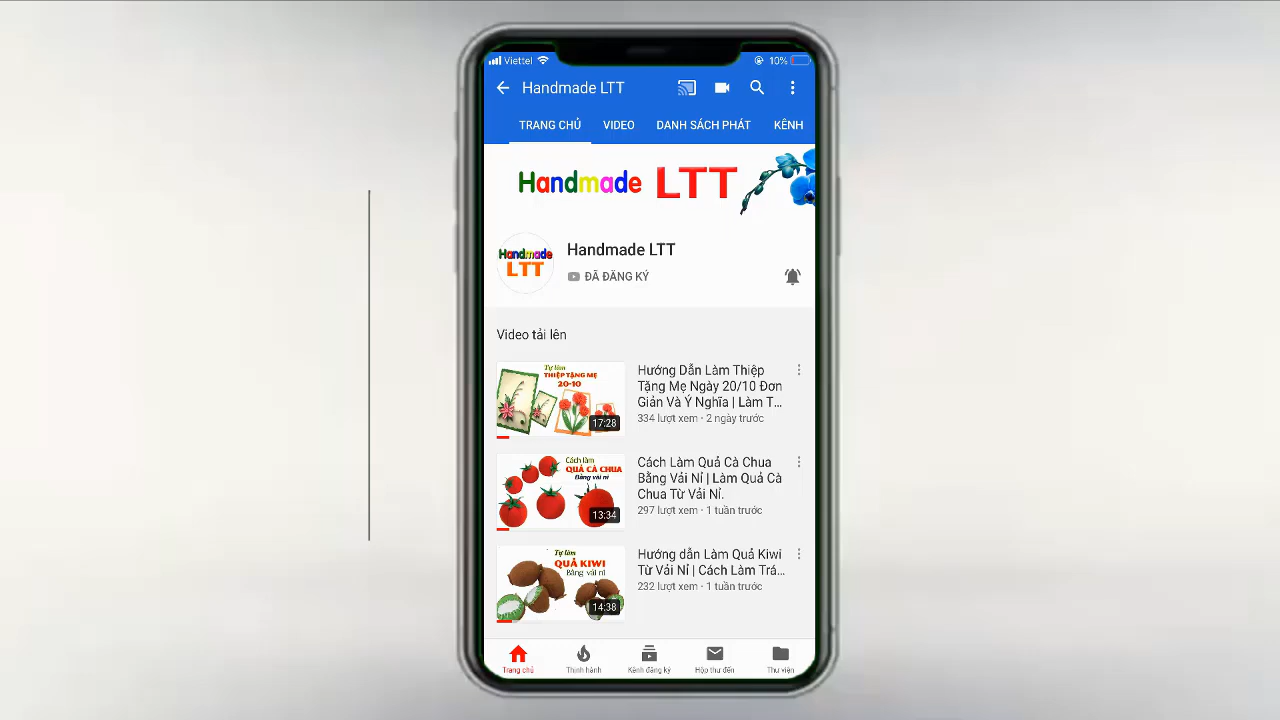 Viettel 10%
Handmade LTT
TRANG CHỦ VIDEO DANH SÁCH PHÁT KÊNH
Handmade LTT
Handmade LTT
Handmade LTT
ĐÃ ĐĂNG KÝ
Video tải lên
Tự làm
THIỆP TẶNG MẸ
20-10
17:28
Hướng Dẫn Làm Thiệp
Tặng Mẹ Ngày 20/10 Đơn
Giản Và Ý Nghĩa | Làm T...
334 lượt xem · 2 ngày trước
Cách làm
QUẢ CÀ CHUA
Bằng vải nỉ
13:34
Cách Làm Quả Cà Chua
Bằng Vải Nỉ | Làm Quả Cà
Chua Từ Vải Nỉ.
297 lượt xem · 1 tuần trước
Tự làm
QUẢ KIWI
Bằng vải nỉ
14:38
Hướng dẫn Làm Quả Kiwi
Từ Vải Nỉ | Cách Làm Trá...
232 lượt xem · 1 tuần trước
Trang chủ Thịnh hành Kênh đăng ký Hộp thư đến Thư viện